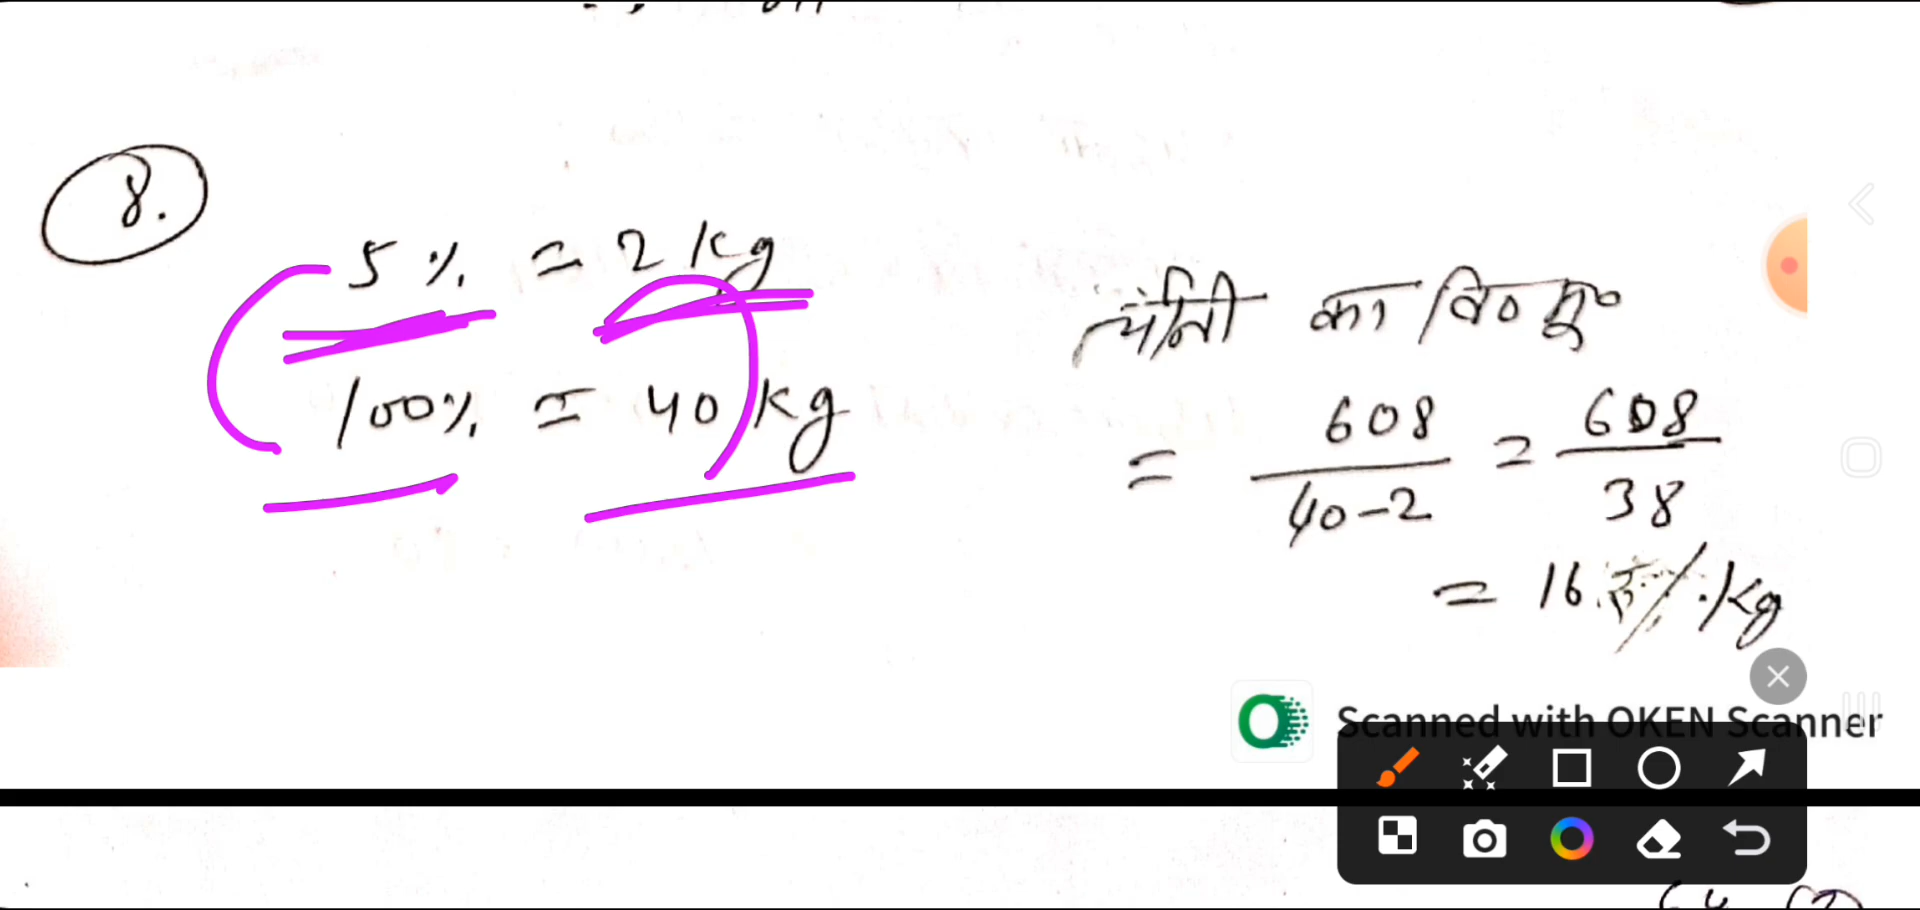 8.
5% = 2 kg
100% = 40 kg
का वि० मू०
= 608 / 40-2 = 608 / 38
= 16 /kg
Scanned with OKEN Scanner